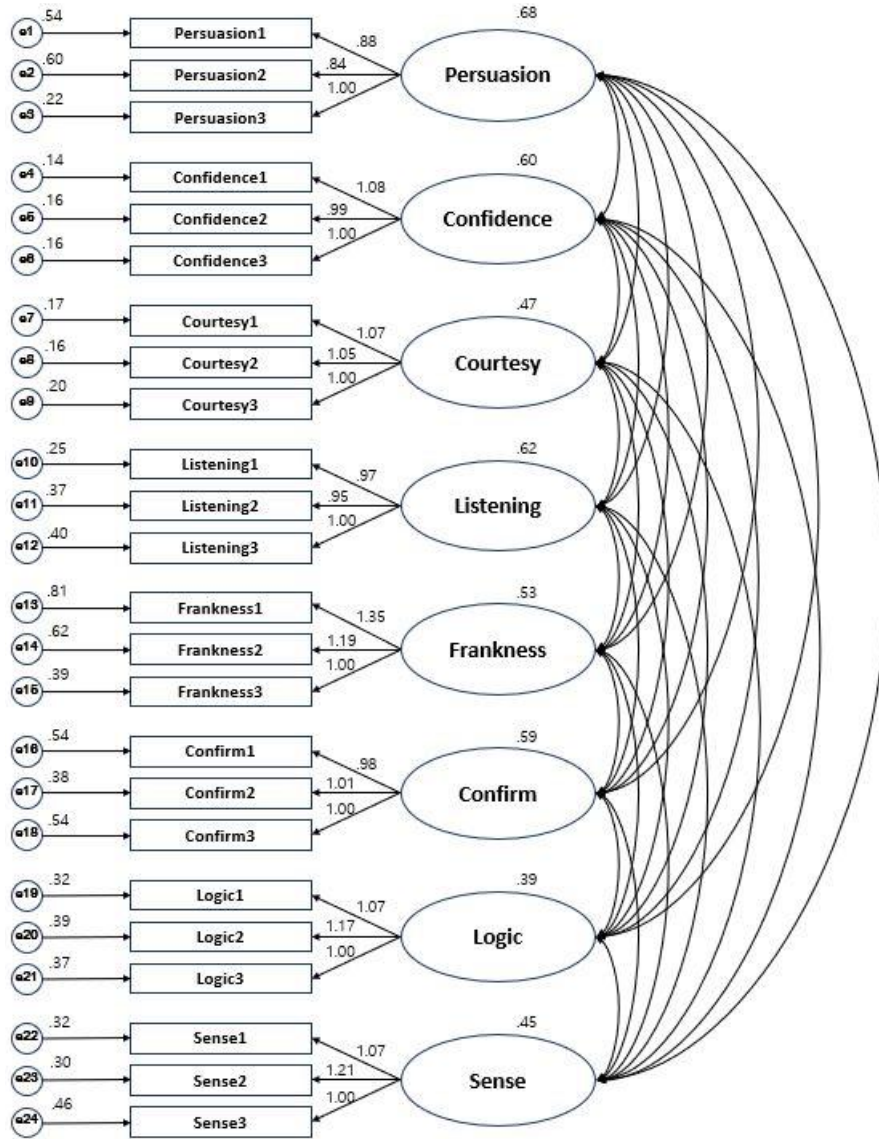 .54
e1
Persuasion1
.88
.68
.60
e2
Persuasion2
.84
Persuasion
.22
e3
Persuasion3
1.00
.14
e4
Confidence1
1.08
.60
.16
e5
Confidence2
.99
Confidence
.16
e6
Confidence3
1.00
.17
e7
Courtesy1
1.07
.47
.16
e8
Courtesy2
1.05
Courtesy
.20
e9
Courtesy3
1.00
.25
e10
Listening1
.97
.62
.37
e11
Listening2
.95
Listening
.40
e12
Listening3
1.00
.81
e13
Frankness1
1.35
.53
.62
e14
Frankness2
1.19
Frankness
.39
e15
Frankness3
1.00
.54
e16
Confirm1
.98
.59
.38
e17
Confirm2
1.01
Confirm
.54
e18
Confirm3
1.00
.32
e19
Logic1
1.07
.39
.39
e20
Logic2
1.17
Logic
.37
e21
Logic3
1.00
.32
e22
Sense1
1.07
.45
.30
e23
Sense2
1.21
Sense
.46
e24
Sense3
1.00